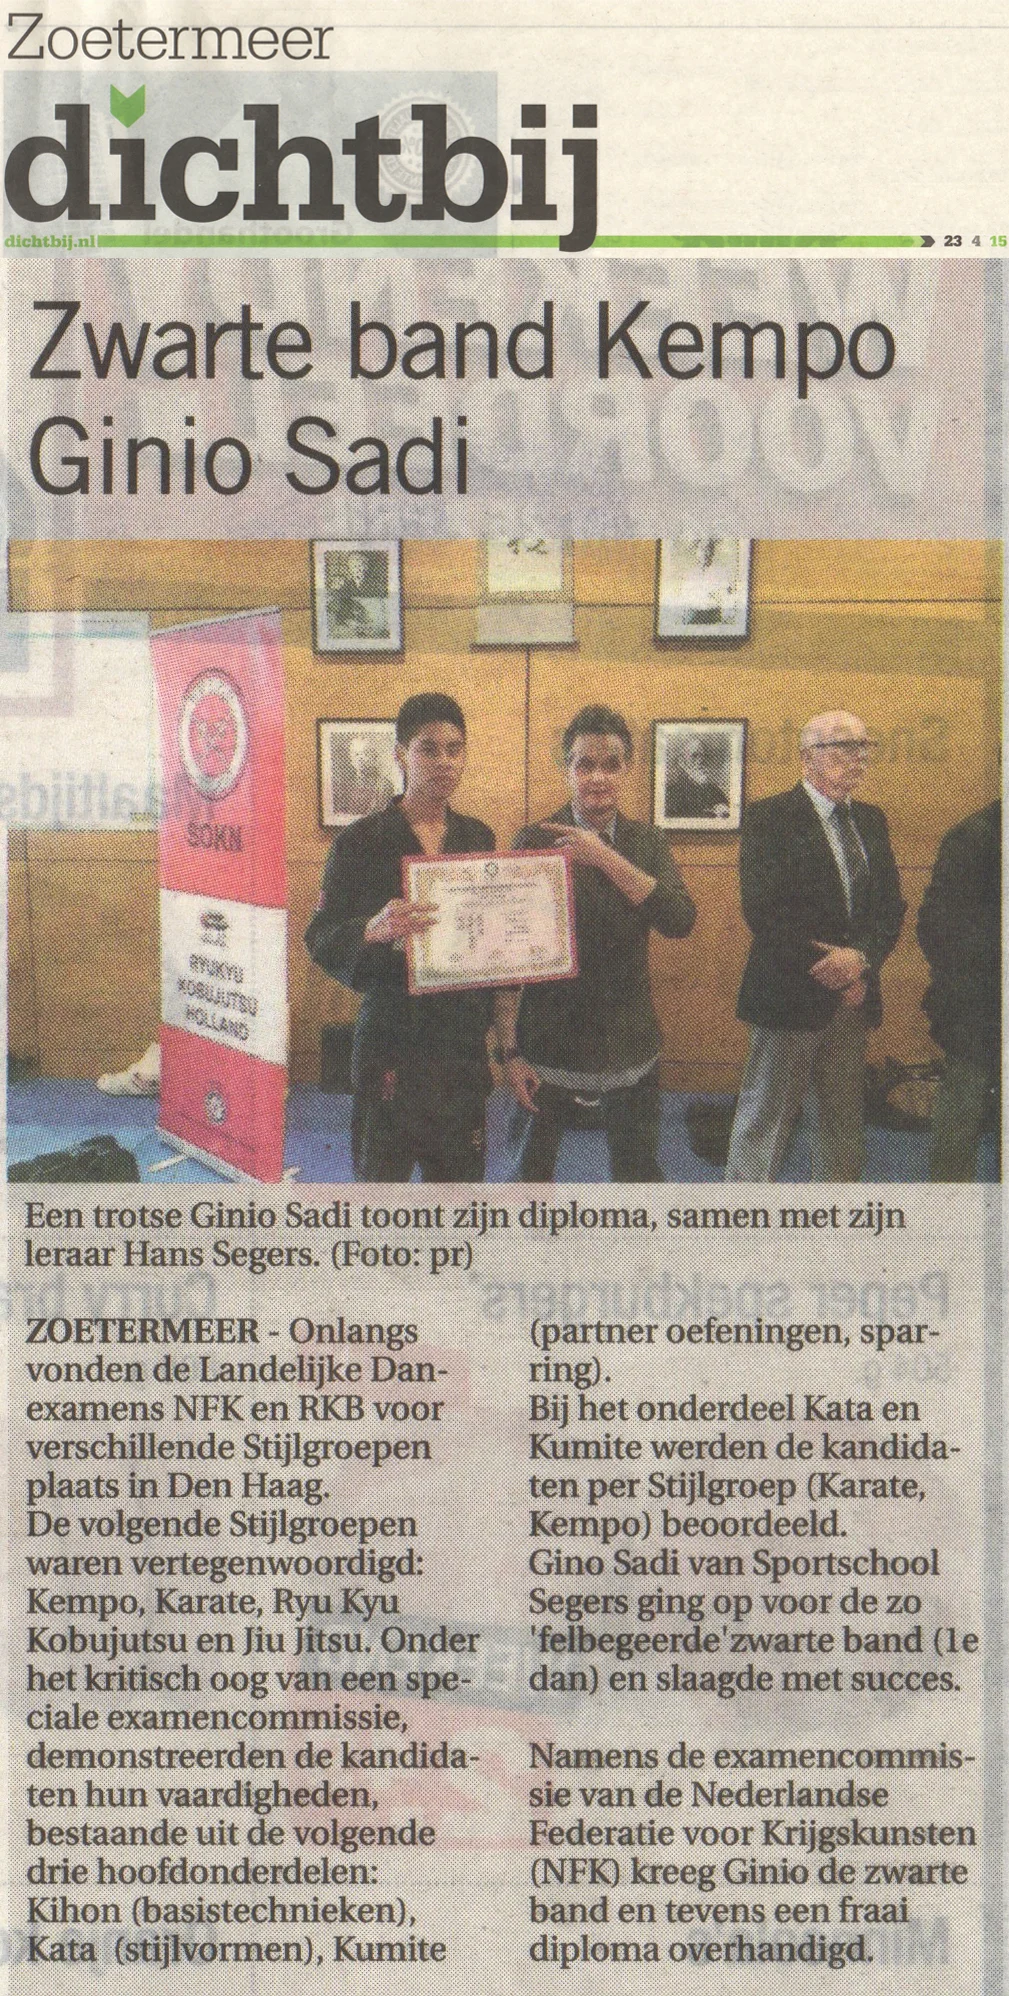 Zoetermeer
dichtbij
dichtbij.nl
23 4 15
Zwarte band Kempo
Ginio Sadi
SOKN
RYUKYU
KOBUJUTSU
HOLLAND
Een trotse Ginio Sadi toont zijn diploma, samen met zijn
leraar Hans Segers. (Foto: pr)
ZOETERMEER - Onlangs
vonden de Landelijke Dan-
examens NFK en RKB voor
verschillende Stijlgroepen
plaats in Den Haag.
De volgende Stijlgroepen
waren vertegenwoordigd:
Kempo, Karate, Ryu Kyu
Kobujutsu en Jiu Jitsu. Onder
het kritisch oog van een spe-
ciale examencommissie,
demonstreerden de kandida-
ten hun vaardigheden,
bestaande uit de volgende
drie hoofdonderdelen:
Kihon (basistechnieken),
Kata (stijlvormen), Kumite
(partner oefeningen, spar-
ring).
Bij het onderdeel Kata en
Kumite werden de kandida-
ten per Stijlgroep (Karate,
Kempo) beoordeeld.
Gino Sadi van Sportschool
Segers ging op voor de zo
'felbegeerde'zwarte band (1e
dan) en slaagde met succes.
Namens de examencommis-
sie van de Nederlandse
Federatie voor Krijgskunsten
(NFK) kreeg Ginio de zwarte
band en tevens een fraai
diploma overhandigd.